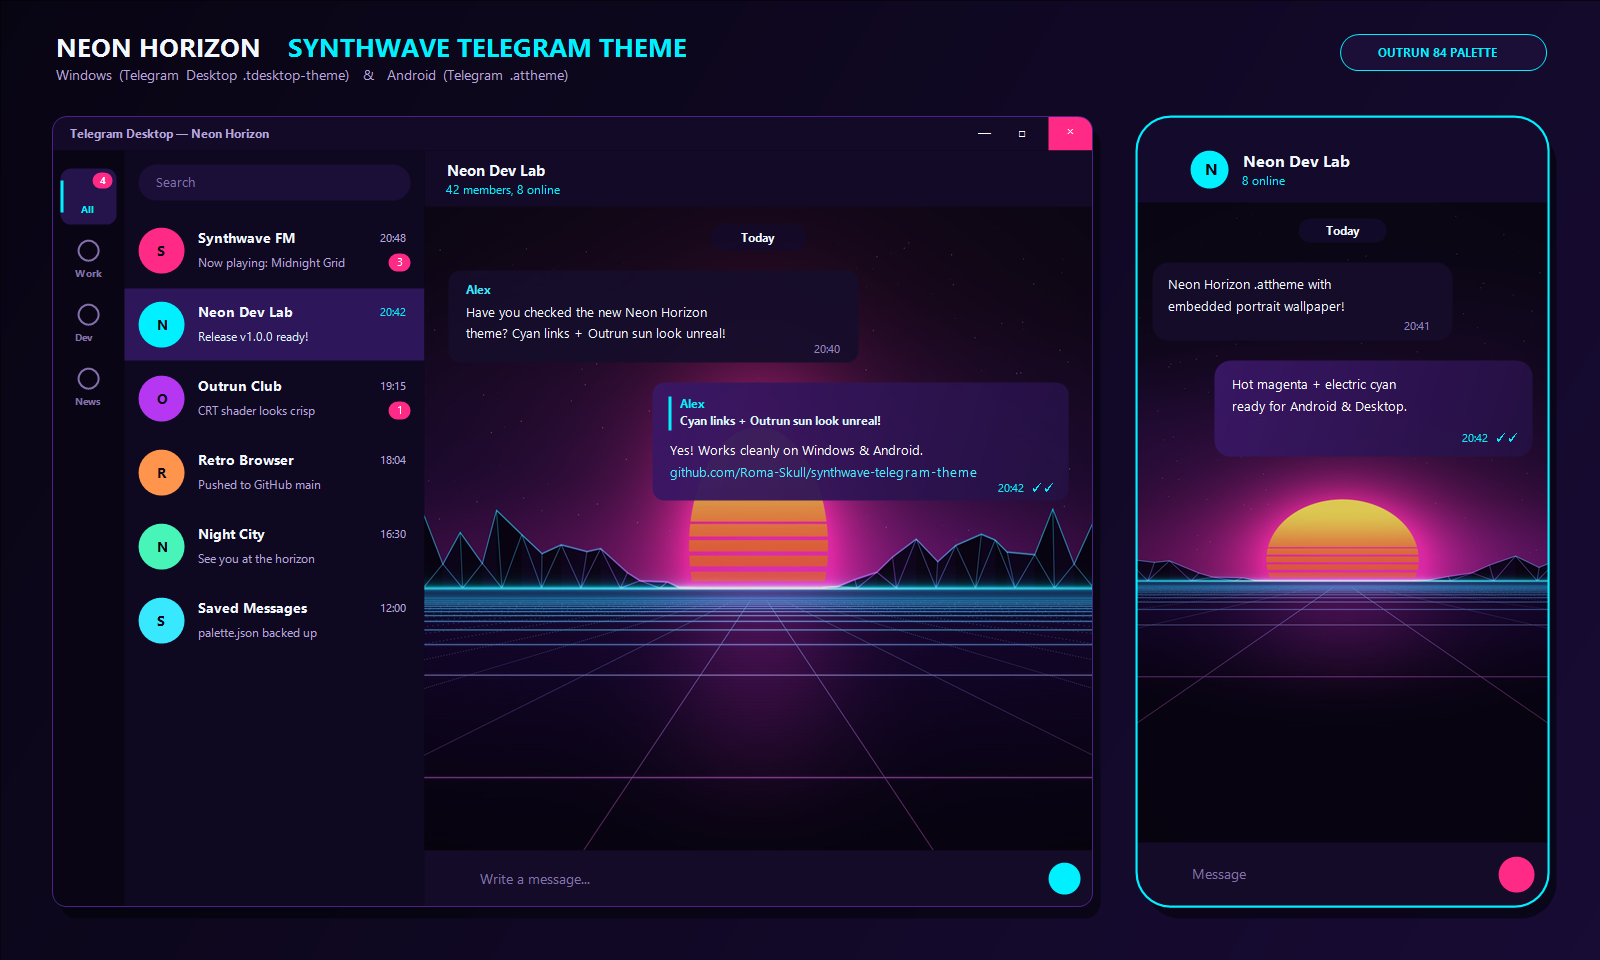 NEON HORIZON SYNTHWAVE TELEGRAM THEME
Windows (Telegram Desktop .tdesktop-theme) & Android (Telegram .attheme)
OUTRUN 84 PALETTE
Telegram Desktop — Neon Horizon
4
All
Work
Dev
News
Search
S
Synthwave FM
20:48
Now playing: Midnight Grid
3
N
Neon Dev Lab
20:42
Release v1.0.0 ready!
O
Outrun Club
19:15
CRT shader looks crisp
1
R
Retro Browser
18:04
Pushed to GitHub main
N
Night City
16:30
See you at the horizon
S
Saved Messages
12:00
palette.json backed up
Neon Dev Lab
42 members, 8 online
Today
Alex
Have you checked the new Neon Horizon
theme? Cyan links + Outrun sun look unreal!
20:40
Alex
Cyan links + Outrun sun look unreal!
Yes! Works cleanly on Windows & Android.
github.com/Roma-Skull/synthwave-telegram-theme
20:42 ✓✓
Write a message...
N
Neon Dev Lab
8 online
Today
Neon Horizon .attheme with
embedded portrait wallpaper!
20:41
Hot magenta + electric cyan
ready for Android & Desktop.
20:42 ✓✓
Message